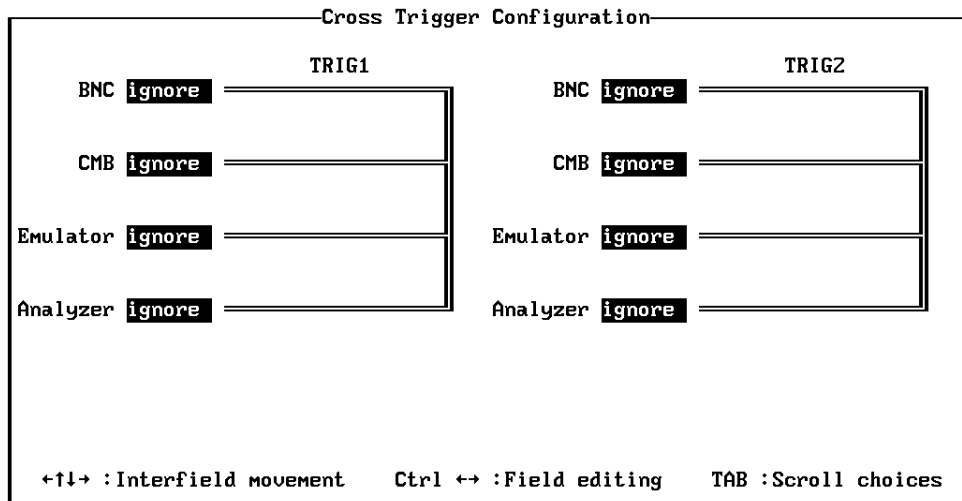 Cross Trigger Configuration
TRIG1 TRIG2
BNC ignore BNC ignore
CMB ignore CMB ignore
Emulator ignore Emulator ignore
Analyzer ignore Analyzer ignore
←↑↓→ :Interfield movement Ctrl ↔ :Field editing TAB :Scroll choices